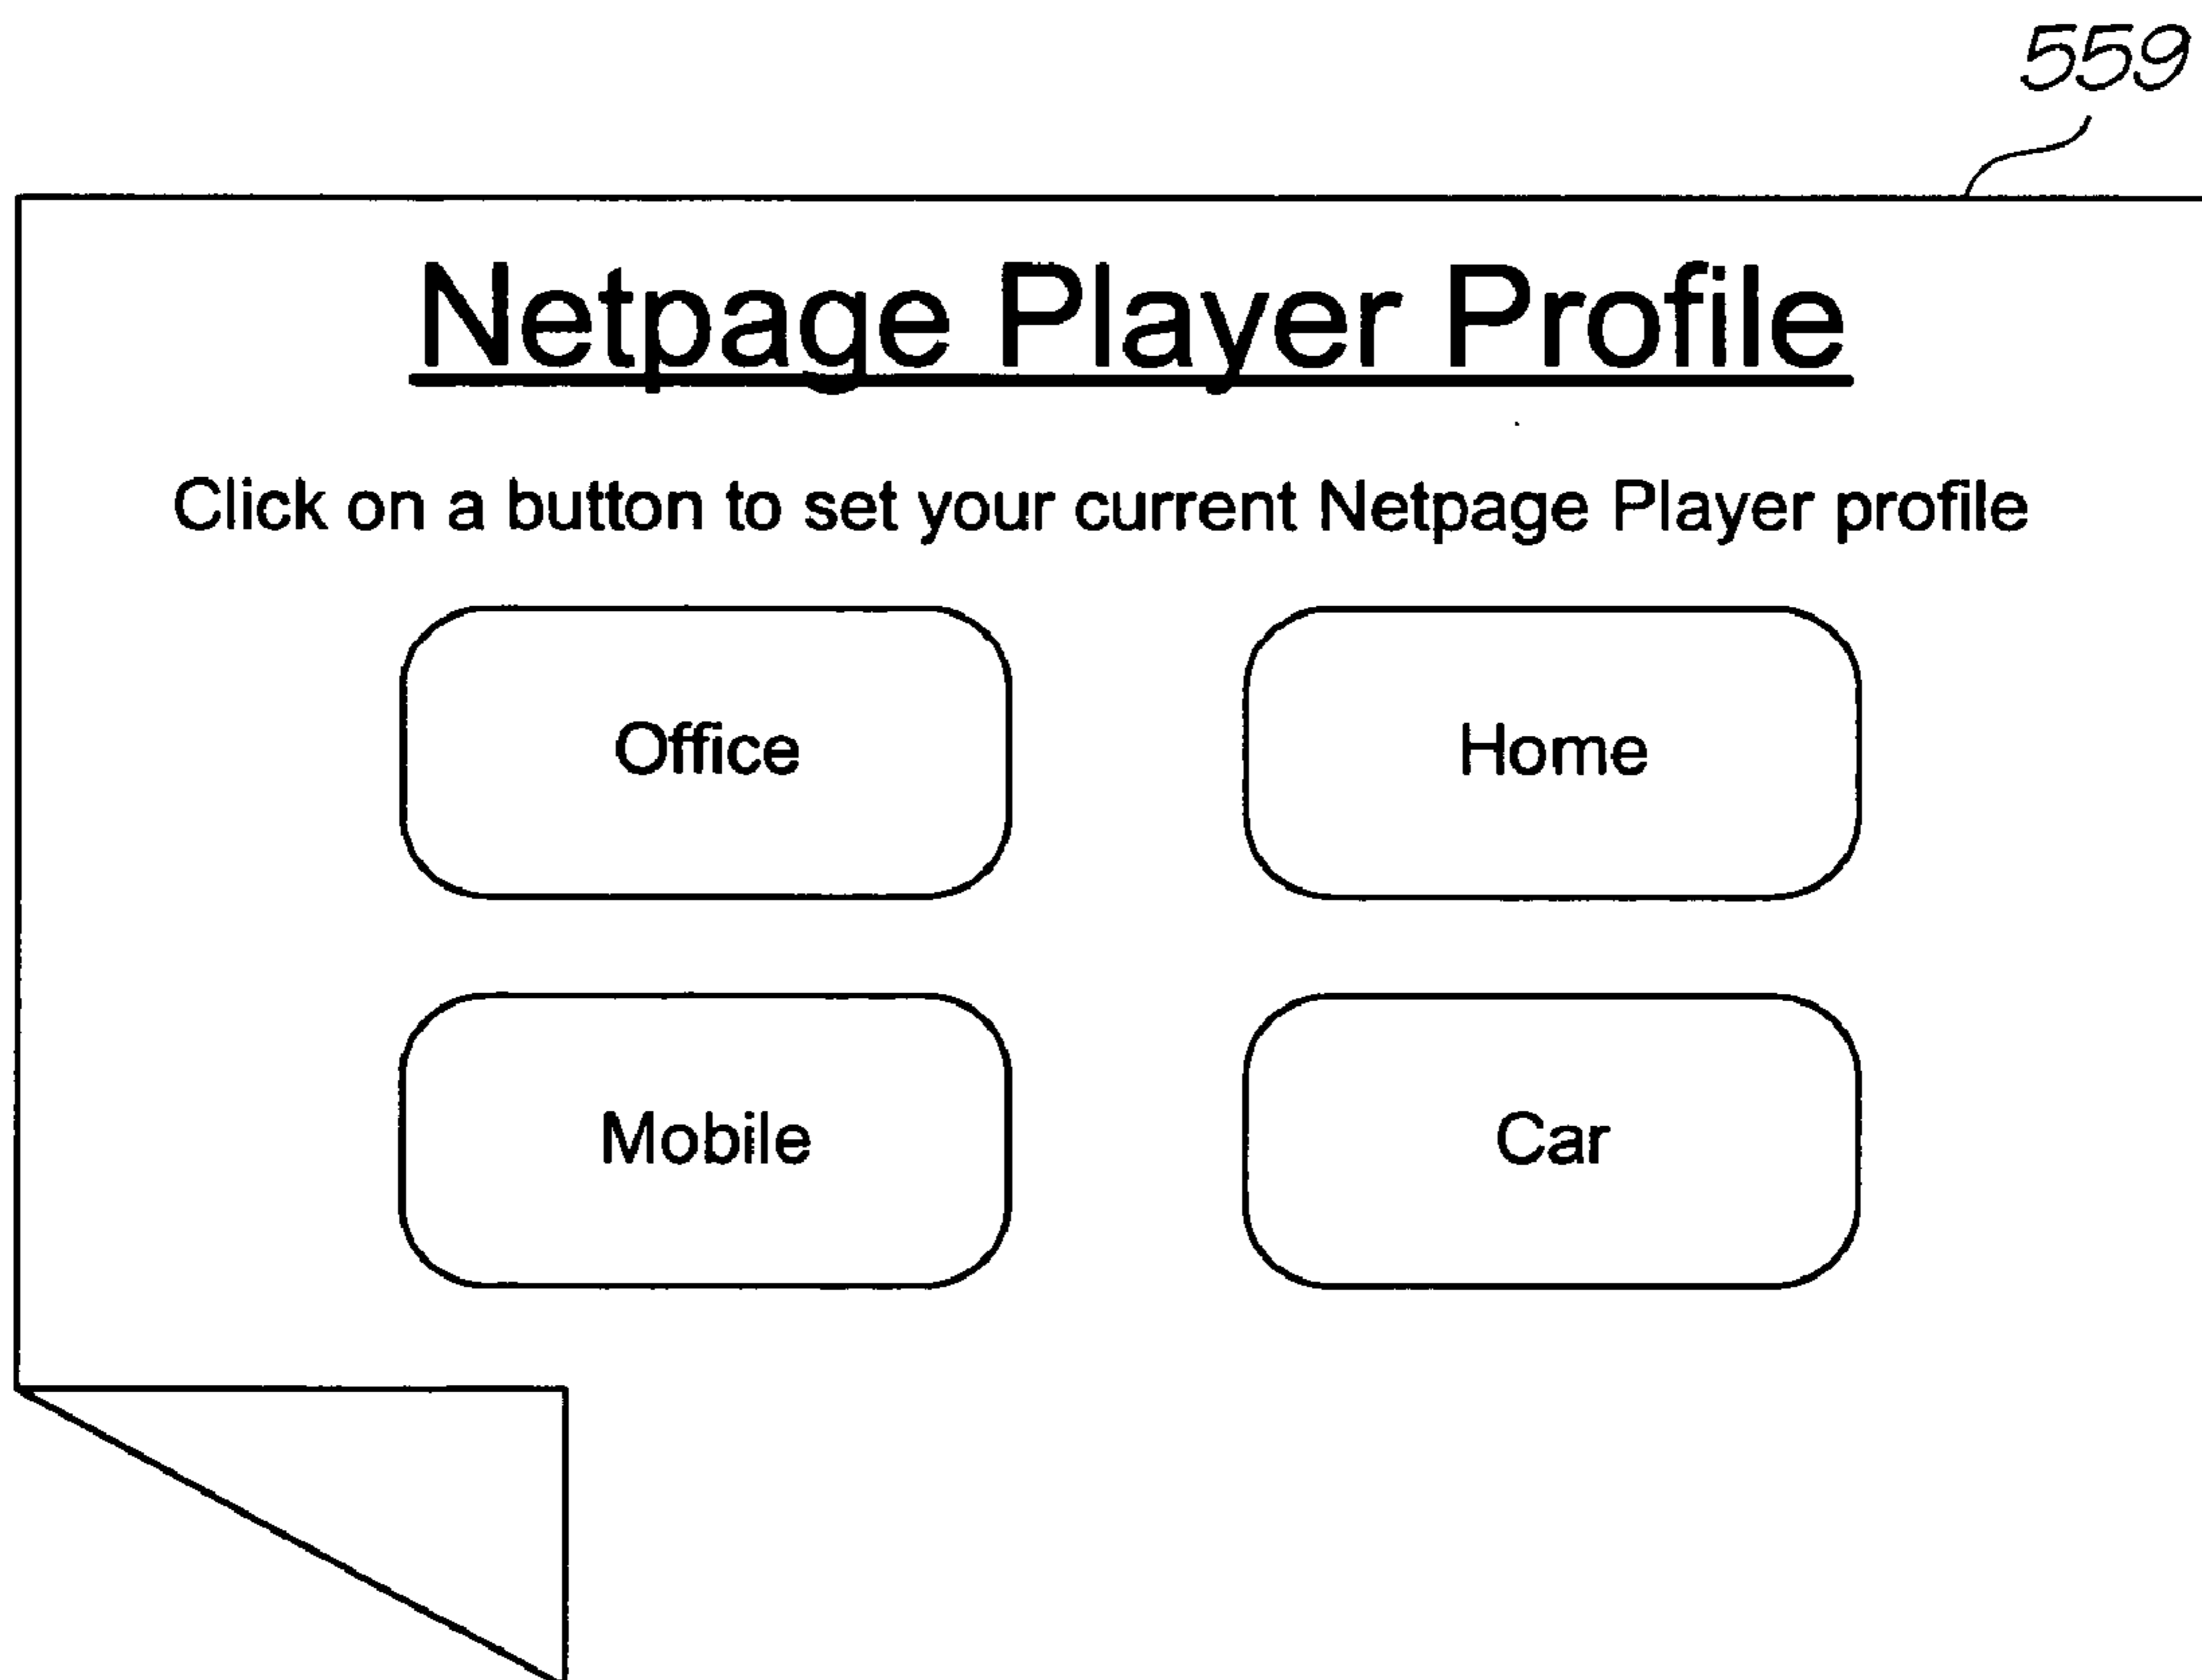 559
Netpage Player Profile
Click on a button to set your current Netpage Player profile
Office Home
Mobile Car